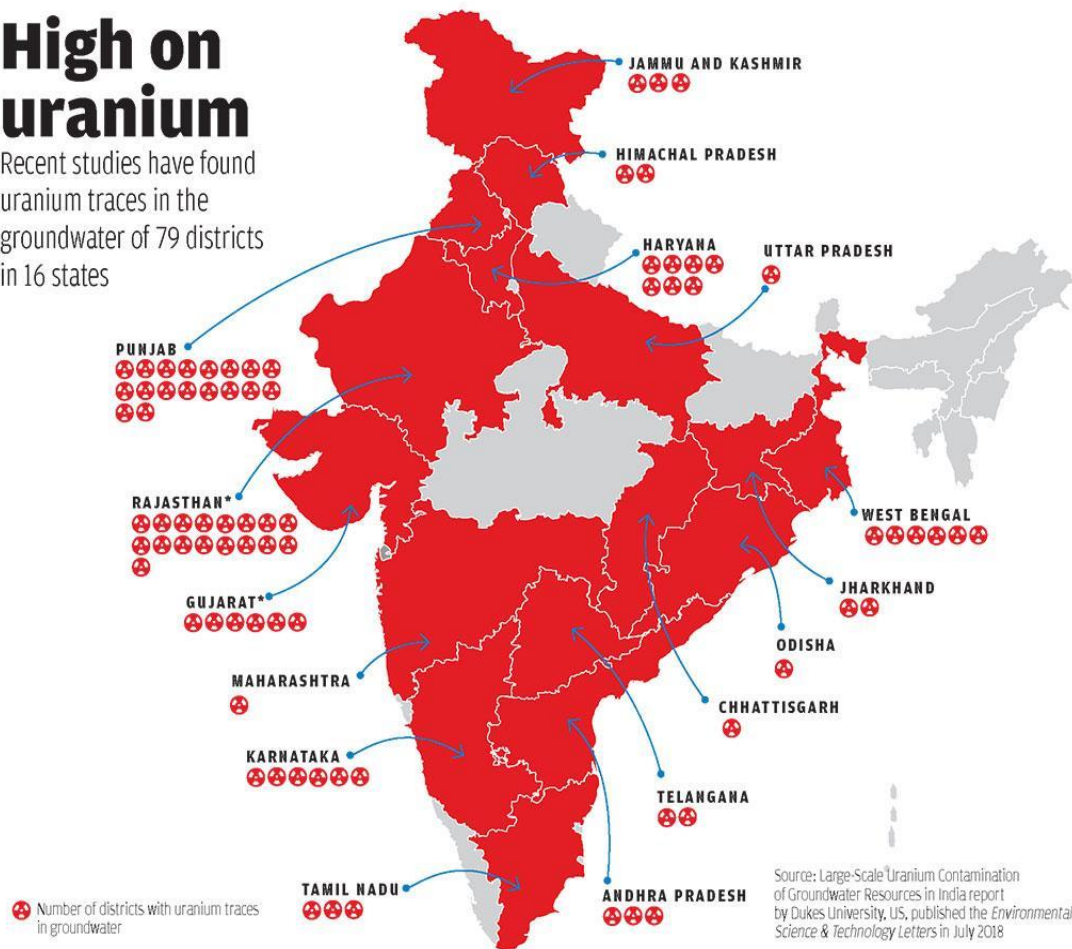 High on
uranium
Recent studies have found
uranium traces in the
groundwater of 79 districts
in 16 states
JAMMU AND KASHMIR
HIMACHAL PRADESH
HARYANA
UTTAR PRADESH
PUNJAB
RAJASTHAN*
GUJARAT*
WEST BENGAL
JHARKHAND
ODISHA
MAHARASHTRA
CHHATTISGARH
KARNATAKA
TELANGANA
TAMIL NADU
ANDHRA PRADESH
Number of districts with uranium traces
in groundwater
Source: Large-Scale Uranium Contamination
of Groundwater Resources in India report
by Dukes University, US, published the Environmental
Science & Technology Letters in July 2018